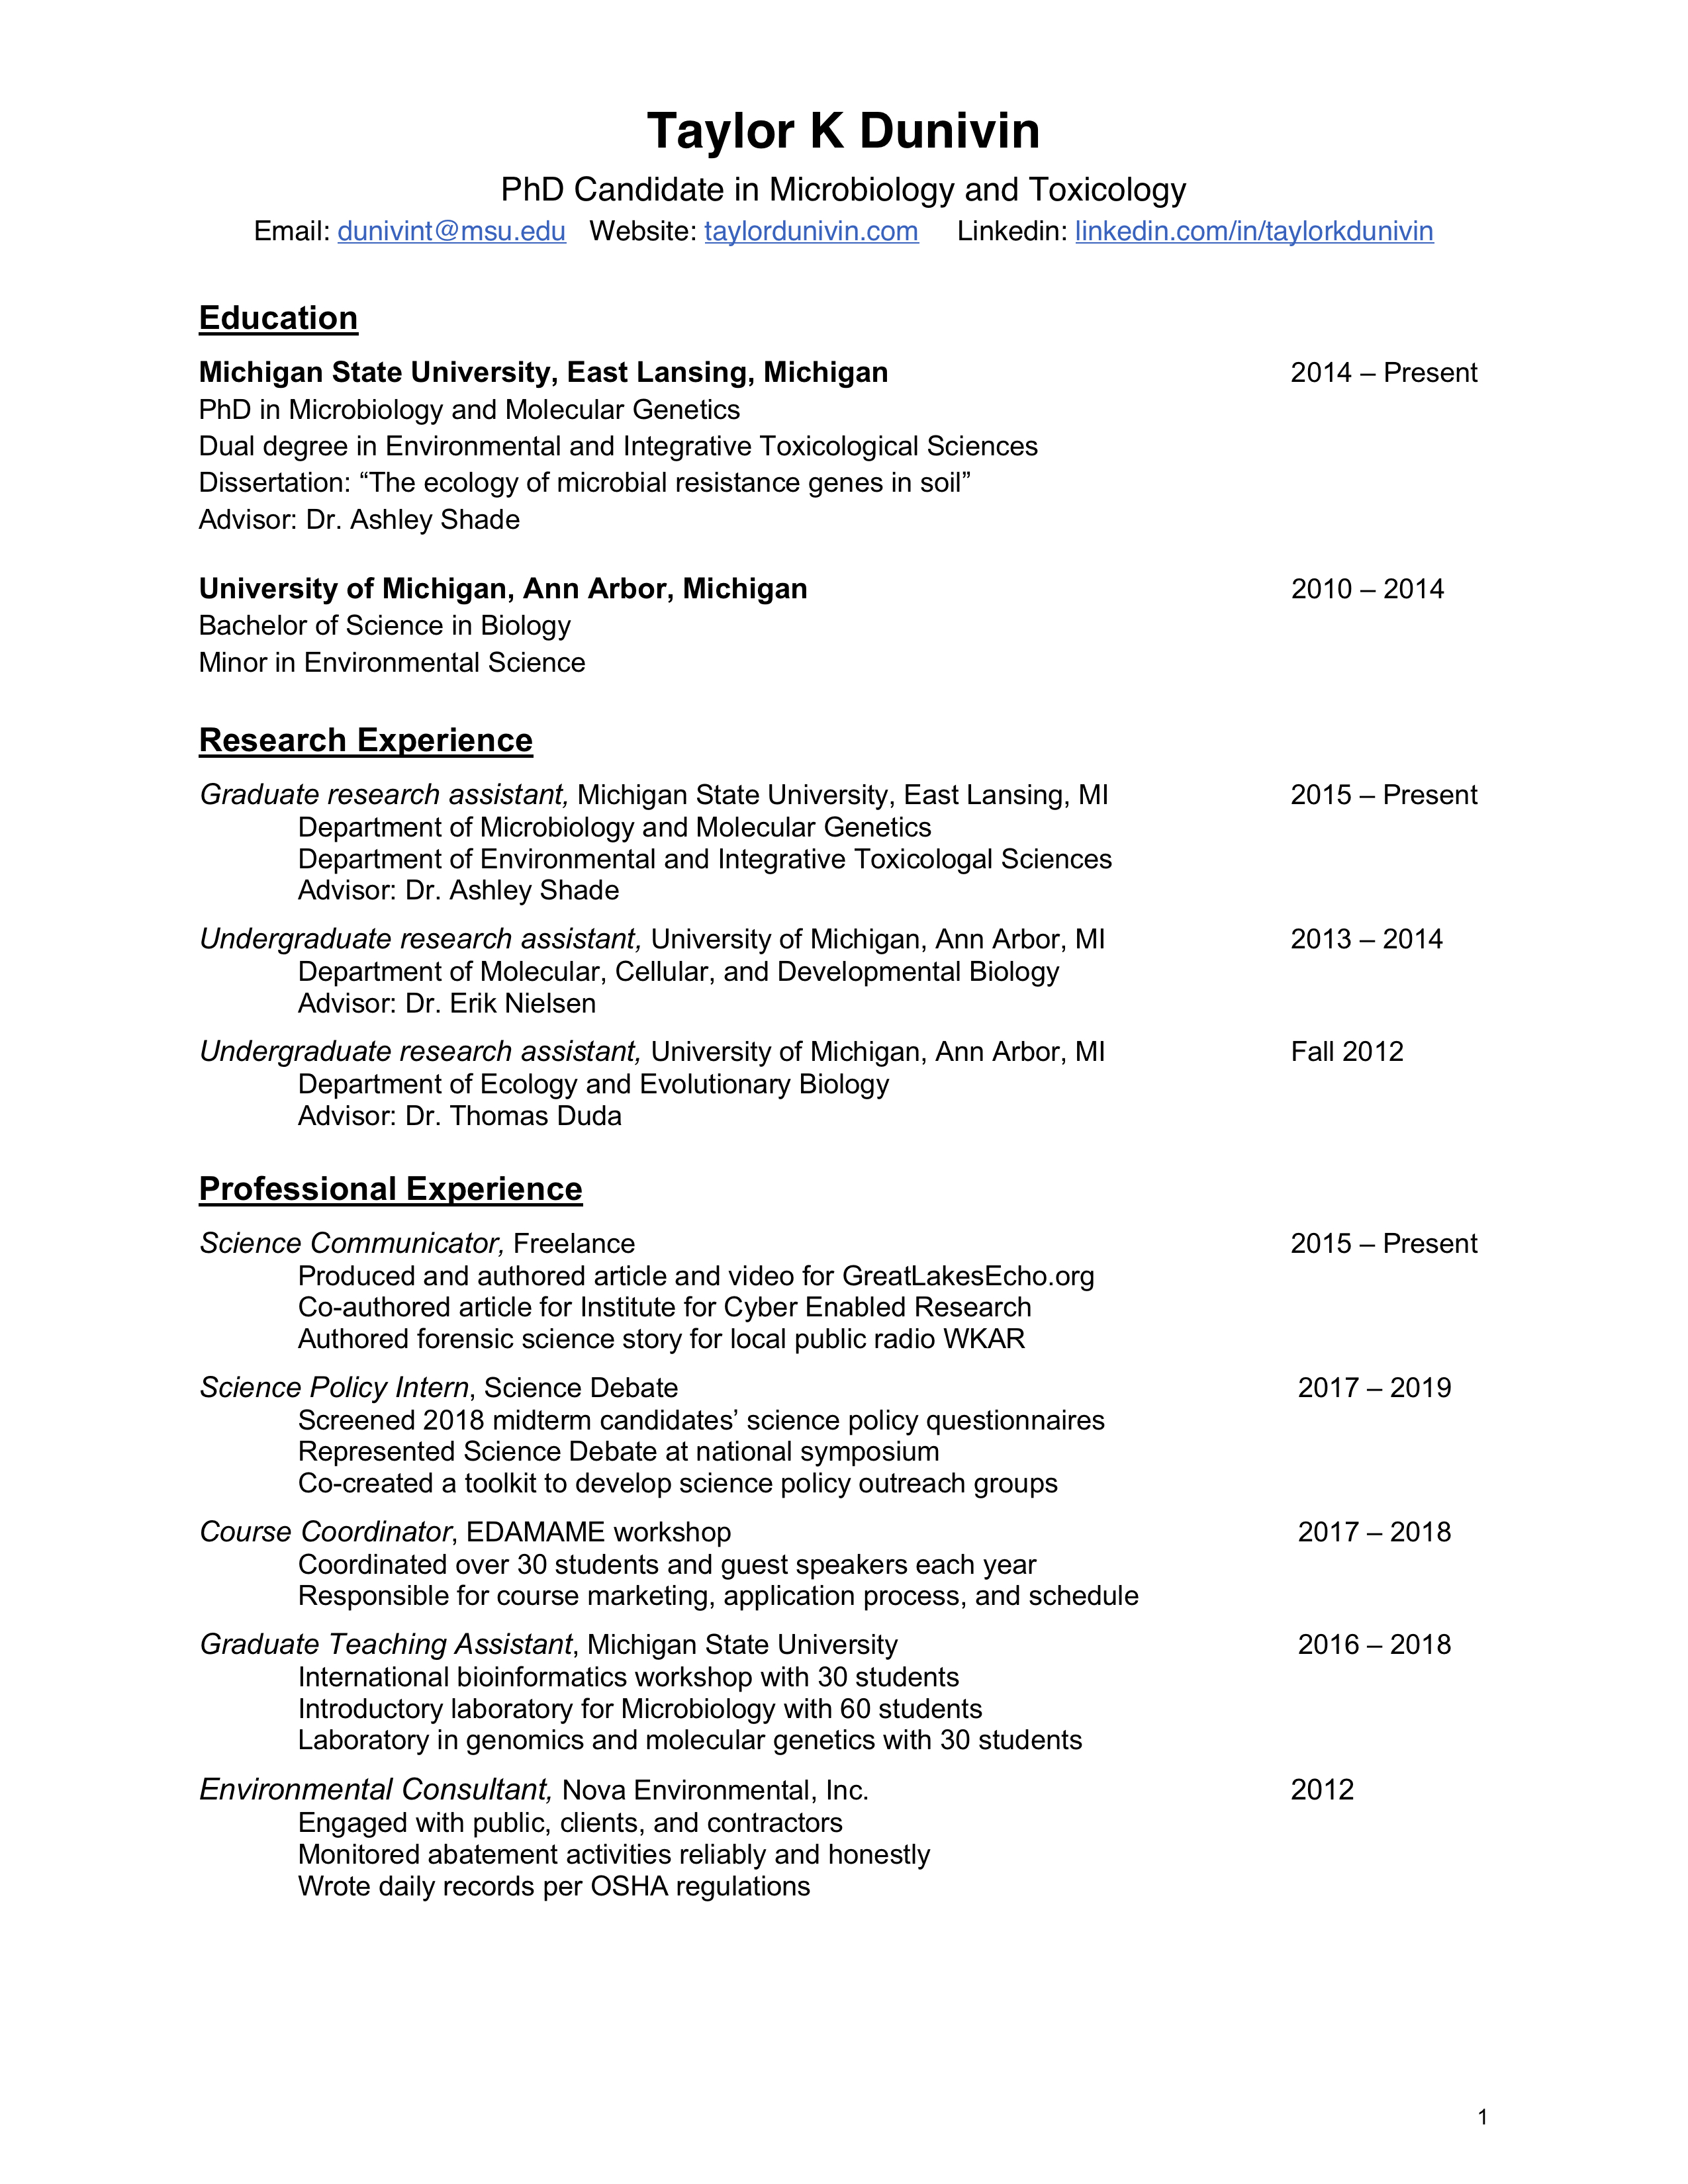 Taylor K Dunivin
PhD Candidate in Microbiology and Toxicology
Email: dunivint@msu.edu Website: taylordunivin.com Linkedin: linkedin.com/in/taylorkdunivin
Education
Michigan State University, East Lansing, Michigan 2014 – Present
PhD in Microbiology and Molecular Genetics
Dual degree in Environmental and Integrative Toxicological Sciences
Dissertation: “The ecology of microbial resistance genes in soil”
Advisor: Dr. Ashley Shade
University of Michigan, Ann Arbor, Michigan 2010 – 2014
Bachelor of Science in Biology
Minor in Environmental Science
Research Experience
Graduate research assistant, Michigan State University, East Lansing, MI 2015 – Present
Department of Microbiology and Molecular Genetics
Department of Environmental and Integrative Toxicologal Sciences
Advisor: Dr. Ashley Shade
Undergraduate research assistant, University of Michigan, Ann Arbor, MI 2013 – 2014
Department of Molecular, Cellular, and Developmental Biology
Advisor: Dr. Erik Nielsen
Undergraduate research assistant, University of Michigan, Ann Arbor, MI Fall 2012
Department of Ecology and Evolutionary Biology
Advisor: Dr. Thomas Duda
Professional Experience
Science Communicator, Freelance 2015 – Present
Produced and authored article and video for GreatLakesEcho.org
Co-authored article for Institute for Cyber Enabled Research
Authored forensic science story for local public radio WKAR
Science Policy Intern, Science Debate 2017 – 2019
Screened 2018 midterm candidates’ science policy questionnaires
Represented Science Debate at national symposium
Co-created a toolkit to develop science policy outreach groups
Course Coordinator, EDAMAME workshop 2017 – 2018
Coordinated over 30 students and guest speakers each year
Responsible for course marketing, application process, and schedule
Graduate Teaching Assistant, Michigan State University 2016 – 2018
International bioinformatics workshop with 30 students
Introductory laboratory for Microbiology with 60 students
Laboratory in genomics and molecular genetics with 30 students
Environmental Consultant, Nova Environmental, Inc. 2012
Engaged with public, clients, and contractors
Monitored abatement activities reliably and honestly
Wrote daily records per OSHA regulations
1